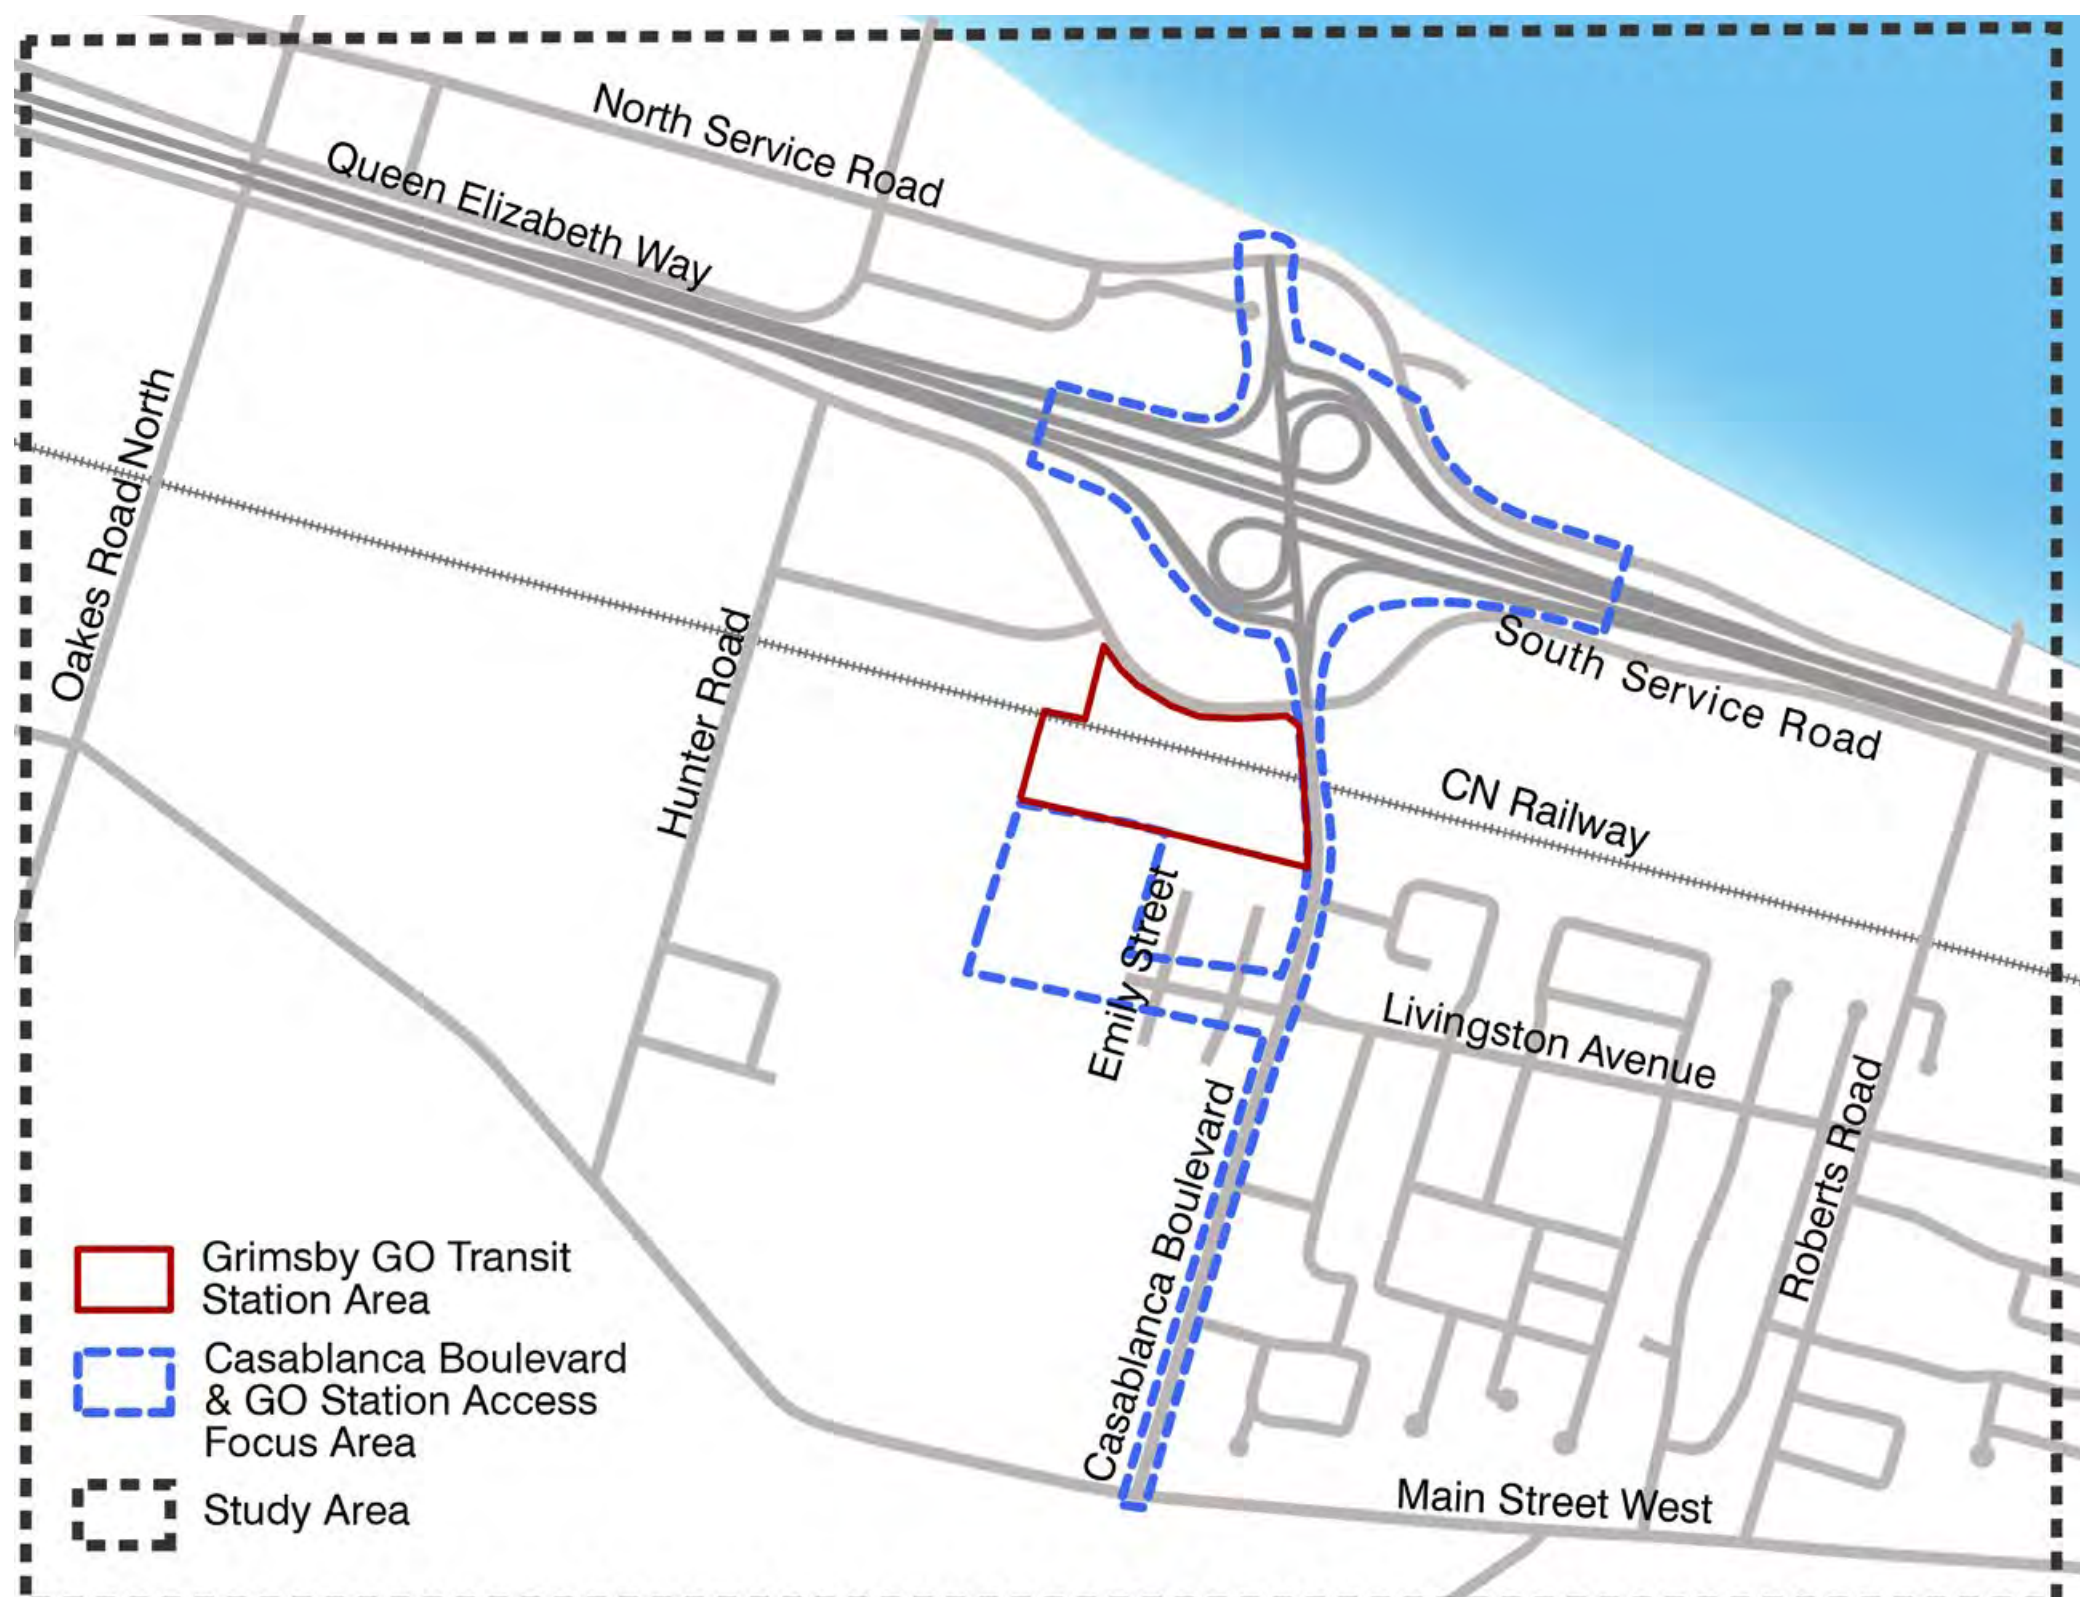 North Service Road
Queen Elizabeth Way
Oakes Road North
Hunter Road
South Service Road
CN Railway
Emily Street
Livingston Avenue
Casablanca Boulevard
Roberts Road
Main Street West
Grimsby GO Transit
Station Area
Casablanca Boulevard
& GO Station Access
Focus Area
Study Area